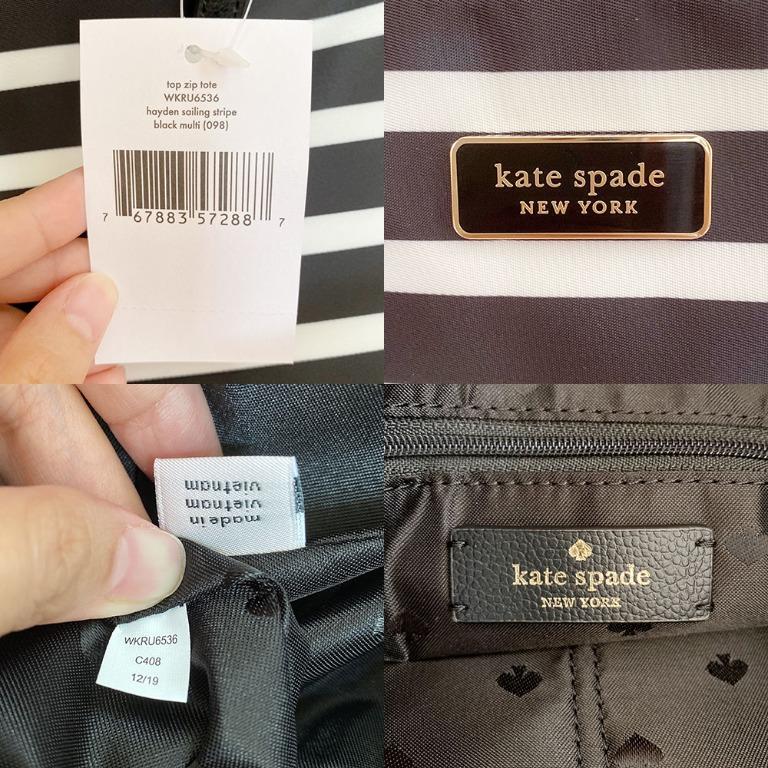 top zip tote
WKRU6536
hayden sailing stripe
black multi (098)
7 67883 57288 7
kate spade
NEW YORK
made in
vietnam
vietnam
WKRU6536
C408
12/19
kate spade
NEW YORK